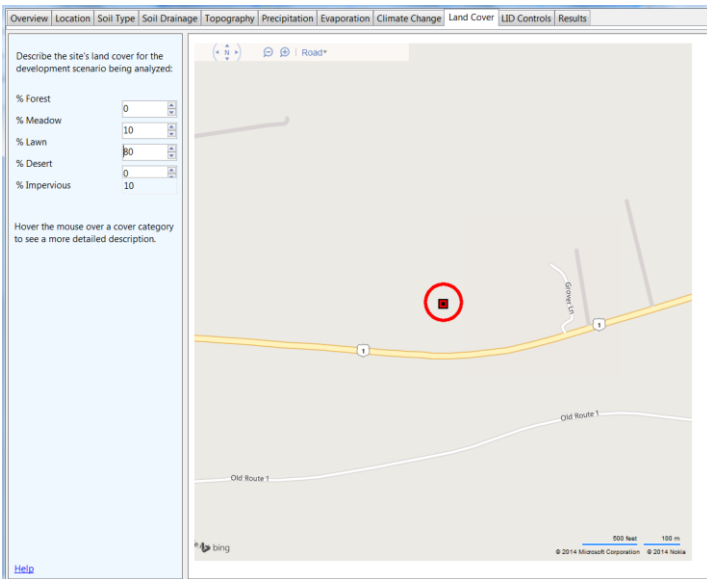 Overview Location Soil Type Soil Drainage Topography Precipitation Evaporation Climate Change Land Cover LID Controls Results
Describe the site's land cover for the
development scenario being analyzed:
% Forest
0
% Meadow
10
% Lawn
80
% Desert
0
% Impervious
10
Hover the mouse over a cover category
to see a more detailed description.
Help
N
Road
Grover Ln
1
1
Old Route 1
Old Route 1
bing
500 feet 100 m
© 2014 Microsoft Corporation © 2014 Nokia